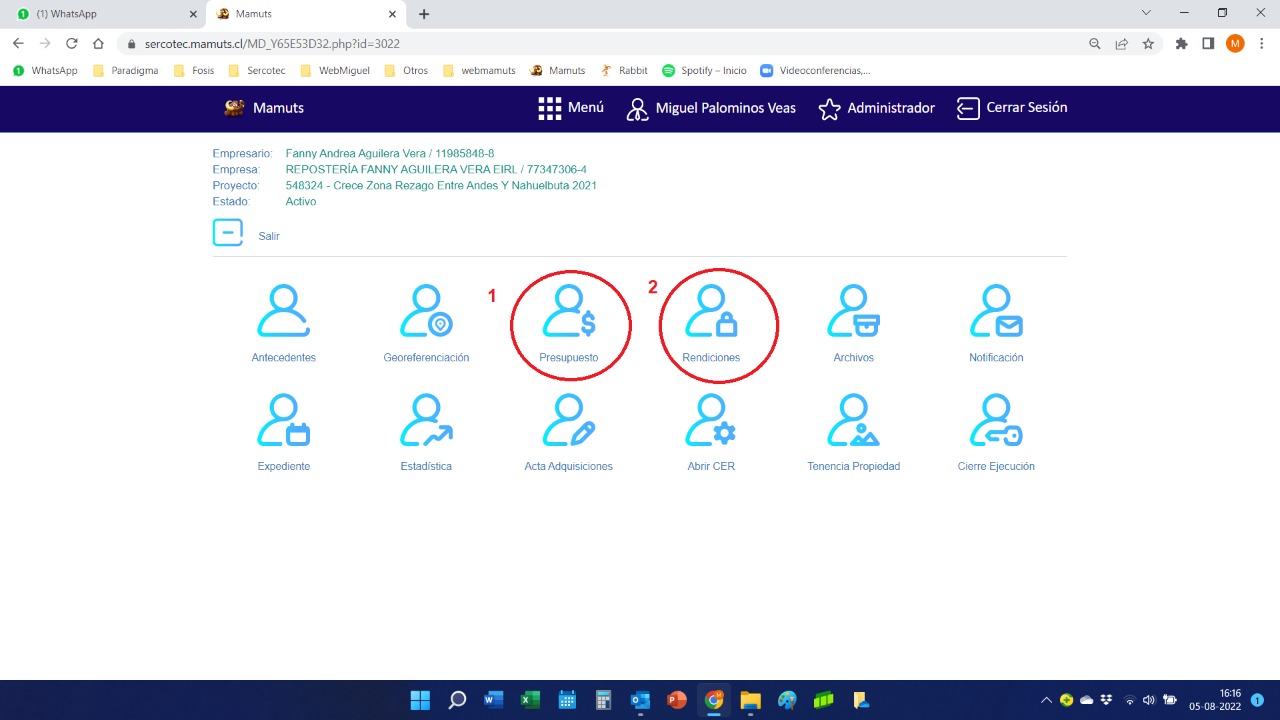 (1) WhatsApp
Mamuts
sercotec.mamuts.cl/MD_Y65E53D32.php?id=3022
M
WhatsApp Paradigma Fosis Sercotec WebMiguel Otros webmamuts Mamuts Rabbit Spotify – Inicio Videoconferencias,...
Mamuts Menú Miguel Palominos Veas Administrador Cerrar Sesión
Empresario: Fanny Andrea Aguilera Vera / 11985848-8
Empresa: REPOSTERÍA FANNY AGUILERA VERA EIRL / 77347306-4
Proyecto: 548324 - Crece Zona Rezago Entre Andes Y Nahuelbuta 2021
Estado: Activo
Salir
1 2
Antecedentes Georeferenciación Presupuesto Rendiciones Archivos Notificación
Expediente Estadística Acta Adquisiciones Abrir CER Tenencia Propiedad Cierre Ejecución
16:16
05-08-2022
1